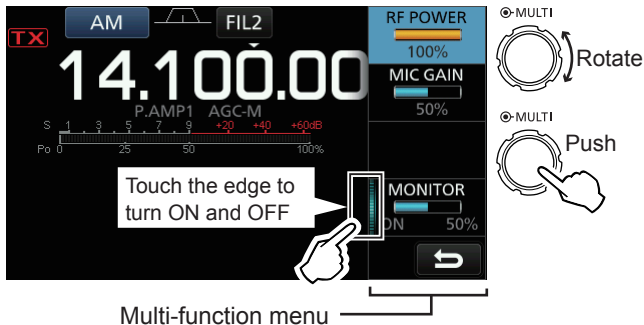 AM
FIL2
TX
14.100.00
P.AMP1 AGC-M
S 1 3 5 7 9 +20 +40 +60dB
Po 0 25 50 100%
RF POWER
100%
MIC GAIN
50%
MONITOR
ON 50%
Touch the edge to
turn ON and OFF
Multi-function menu
MULTI
Rotate
MULTI
Push